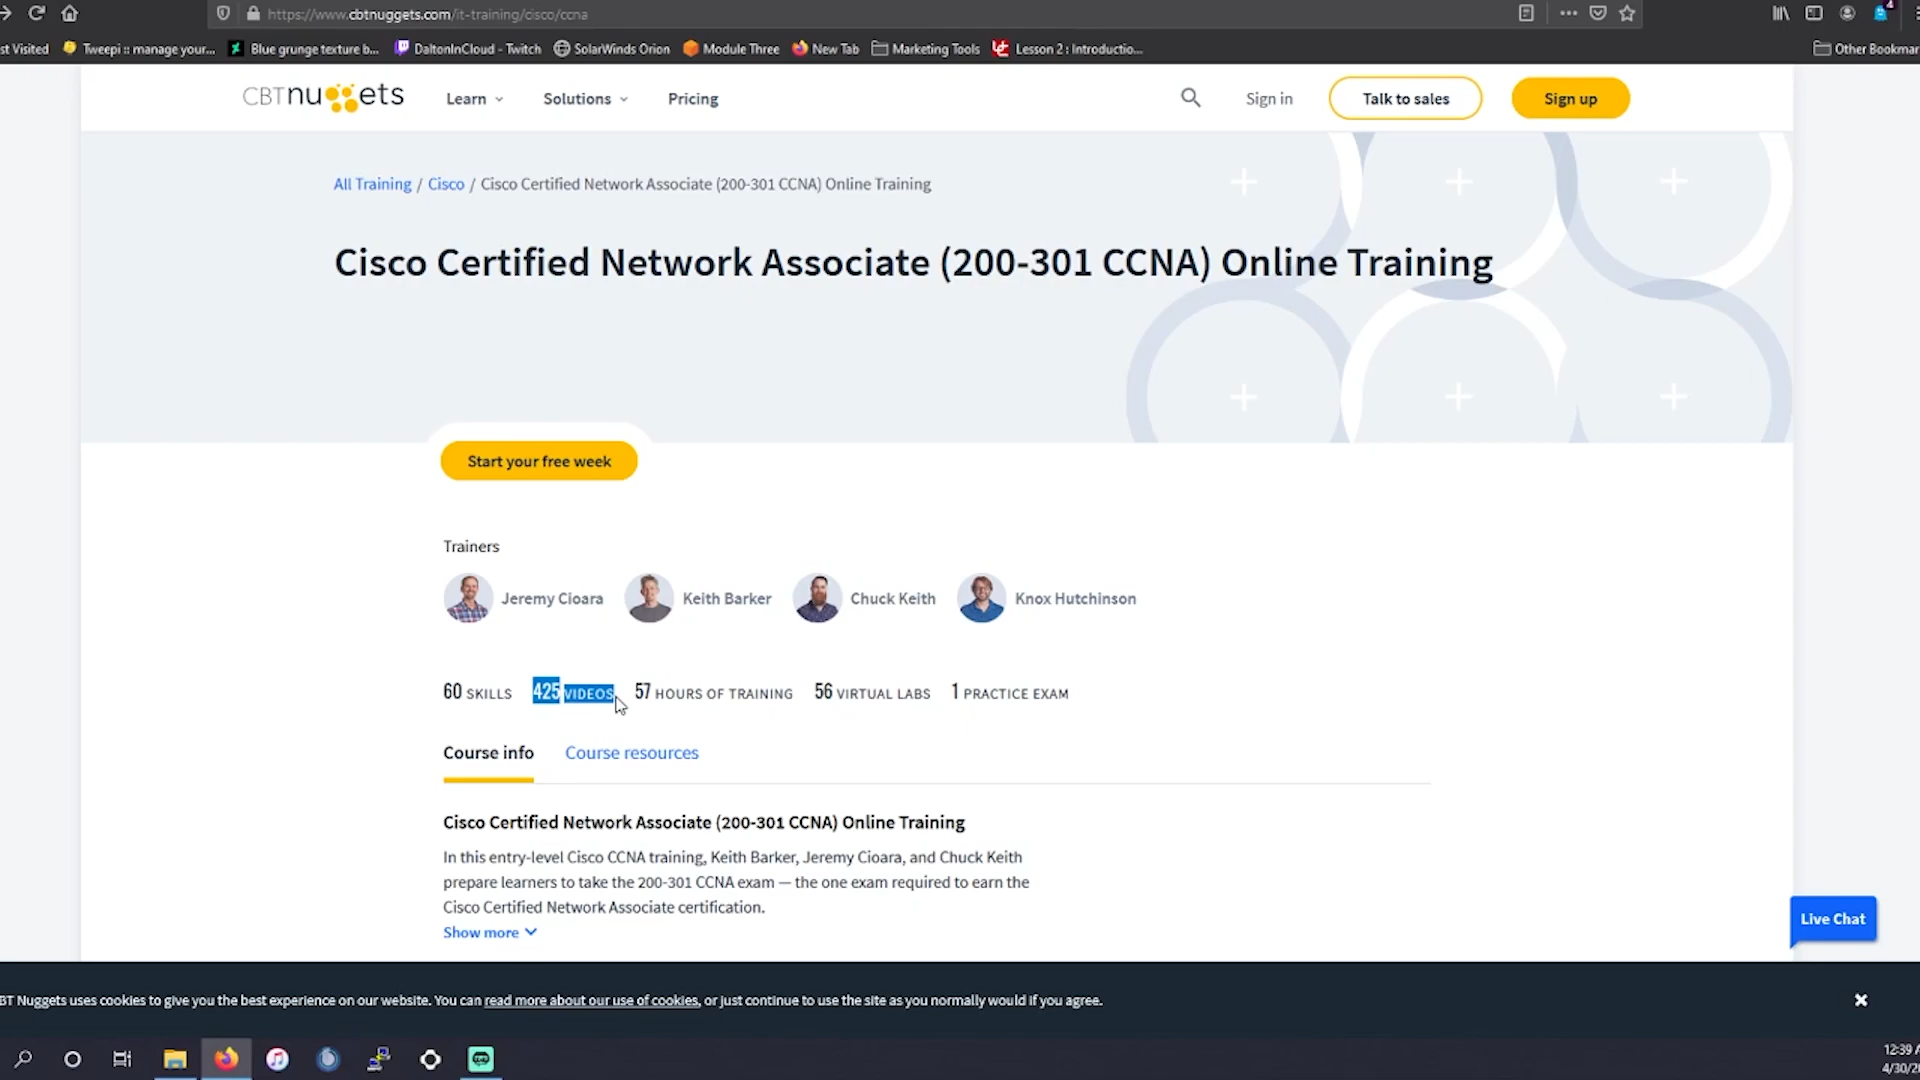 https://www.cbtnuggets.com/it-training/cisco/ccna
4
st Visited
Tweepi :: manage your...
Blue grunge texture b...
DaltonInCloud - Twitch
SolarWinds Orion
Module Three
New Tab
Marketing Tools
Lesson 2 : Introductio...
Other Bookmar
CBTnuggets
Learn
Solutions
Pricing
Sign in
Talk to sales
Sign up
All Training / Cisco / Cisco Certified Network Associate (200-301 CCNA) Online Training
Cisco Certified Network Associate (200-301 CCNA) Online Training
Start your free week
Trainers
Jeremy Cioara
Keith Barker
Chuck Keith
Knox Hutchinson
60 SKILLS 425 VIDEOS 57 HOURS OF TRAINING 56 VIRTUAL LABS 1 PRACTICE EXAM
Course info
Course resources
Cisco Certified Network Associate (200-301 CCNA) Online Training
In this entry-level Cisco CCNA training, Keith Barker, Jeremy Cioara, and Chuck Keith
prepare learners to take the 200-301 CCNA exam — the one exam required to earn the
Cisco Certified Network Associate certification.
Show more
Live Chat
BT Nuggets uses cookies to give you the best experience on our website. You can read more about our use of cookies, or just continue to use the site as you normally would if you agree.
12:39 A
4/30/2